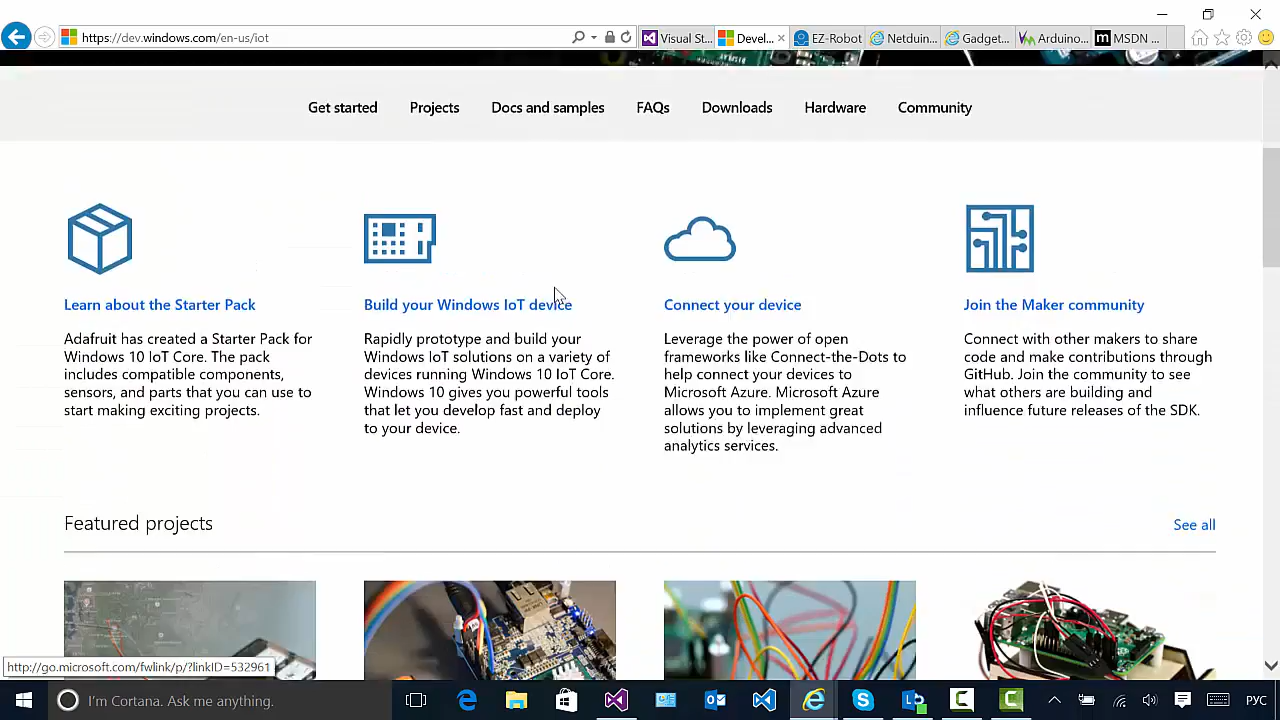 https://dev.windows.com/en-us/iot
Visual St...
Devel...
EZ-Robot
Netduin...
Gadget...
Arduino...
MSDN ...
Get started
Projects
Docs and samples
FAQs
Downloads
Hardware
Community
Learn about the Starter Pack
Adafruit has created a Starter Pack for
Windows 10 IoT Core. The pack
includes compatible components,
sensors, and parts that you can use to
start making exciting projects.
Build your Windows IoT device
Rapidly prototype and build your
Windows IoT solutions on a variety of
devices running Windows 10 IoT Core.
Windows 10 gives you powerful tools
that let you develop fast and deploy
to your device.
Connect your device
Leverage the power of open
frameworks like Connect-the-Dots to
help connect your devices to
Microsoft Azure. Microsoft Azure
allows you to implement great
solutions by leveraging advanced
analytics services.
Join the Maker community
Connect with other makers to share
code and make contributions through
GitHub. Join the community to see
what others are building and
influence future releases of the SDK.
Featured projects
See all
http://go.microsoft.com/fwlink/p/?linkID=532961
I'm Cortana. Ask me anything.
РУС